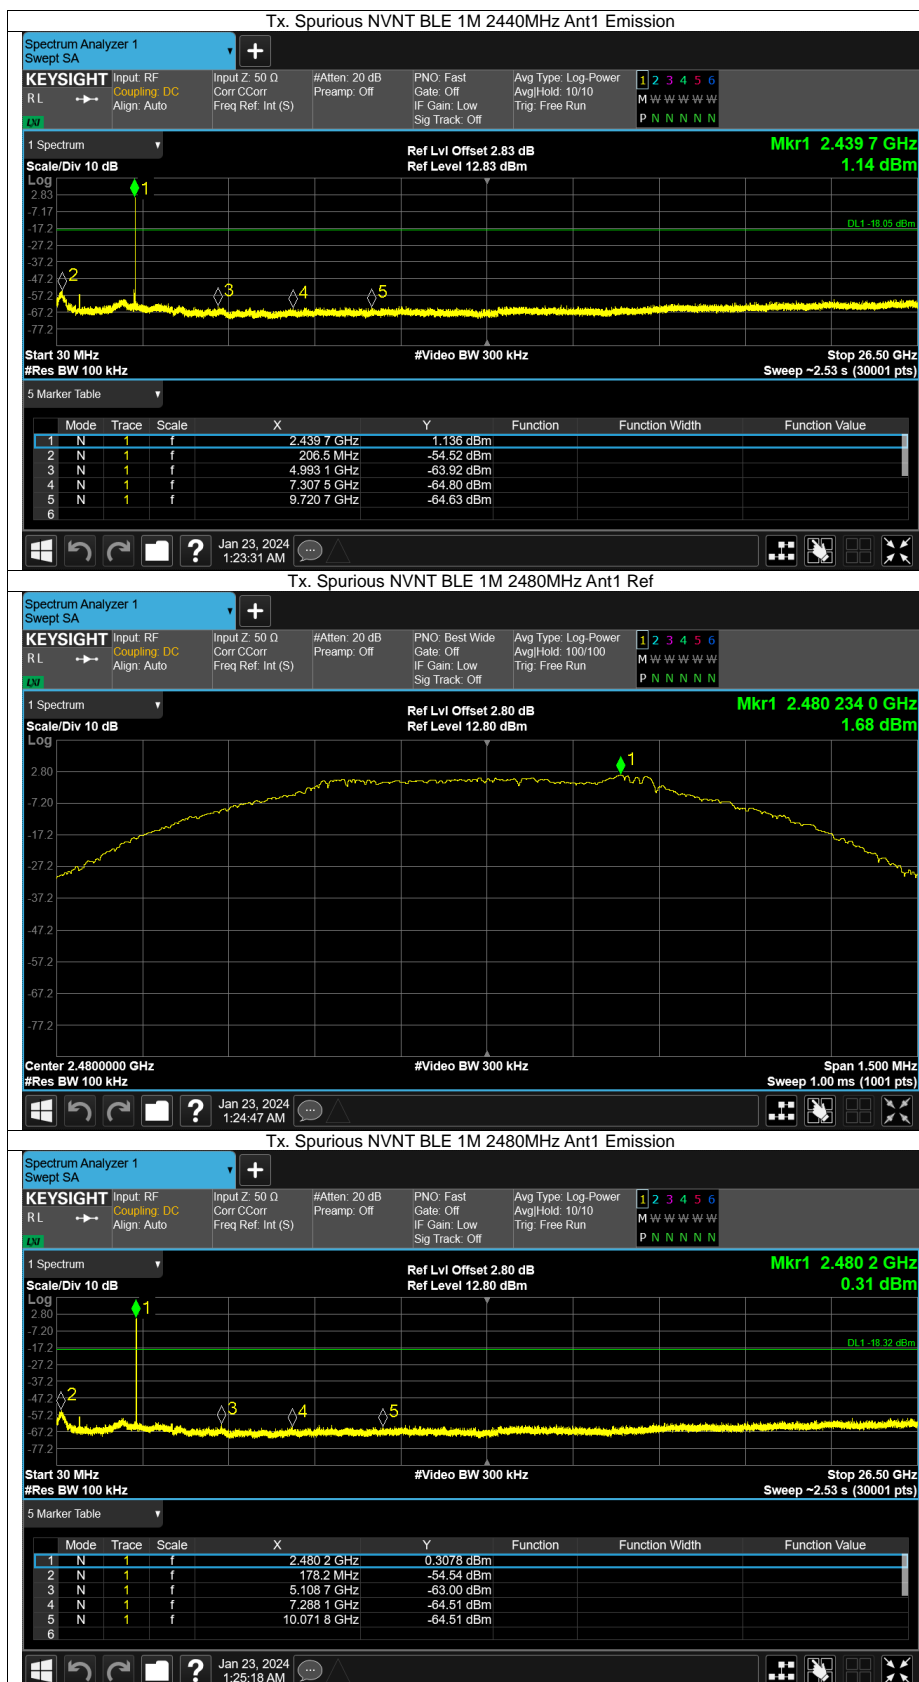 Tx. Spurious NVNT BLE 1M 2440MHz Ant1 Emission
Spectrum Analyzer 1
Swept SA
+
KEYSIGHT Input: RF Input Z: 50 Ω #Atten: 20 dB PNO: Fast Avg Type: Log-Power 1 2 3 4 5 6
RL Coupling: DC Corr CCorr Preamp: Off Gate: Off Avg|Hold: 10/10 M W W W W W
Align: Auto Freq Ref: Int (S) IF Gain: Low Trig: Free Run
LXI Sig Track: Off P N N N N N
1 Spectrum Ref Lvl Offset 2.83 dB Mkr1 2.439 7 GHz
Scale/Div 10 dB Ref Level 12.83 dBm 1.14 dBm
Log
1
2.83
-7.17
-17.2 DL1 -18.05 dBm
-27.2
-37.2
-47.2 2
-57.2 3 4 5
-67.2
-77.2
Start 30 MHz #Video BW 300 kHz Stop 26.50 GHz
#Res BW 100 kHz Sweep ~2.53 s (30001 pts)
5 Marker Table
Mode Trace Scale X Y Function Function Width Function Value
1 N 1 f 2.439 7 GHz 1.136 dBm
2 N 1 f 206.5 MHz -54.52 dBm
3 N 1 f 4.993 1 GHz -63.92 dBm
4 N 1 f 7.307 5 GHz -64.80 dBm
5 N 1 f 9.720 7 GHz -64.63 dBm
6
? Jan 23, 2024
1:23:31 AM
Tx. Spurious NVNT BLE 1M 2480MHz Ant1 Ref
Spectrum Analyzer 1
Swept SA
+
KEYSIGHT Input: RF Input Z: 50 Ω #Atten: 20 dB PNO: Best Wide Avg Type: Log-Power 1 2 3 4 5 6
RL Coupling: DC Corr CCorr Preamp: Off Gate: Off Avg|Hold: 100/100 M W W W W W
Align: Auto Freq Ref: Int (S) IF Gain: Low Trig: Free Run
LXI Sig Track: Off P N N N N N
1 Spectrum Ref Lvl Offset 2.80 dB Mkr1 2.480 234 0 GHz
Scale/Div 10 dB Ref Level 12.80 dBm 1.68 dBm
Log
1
2.80
-7.20
-17.2
-27.2
-37.2
-47.2
-57.2
-67.2
-77.2
Center 2.4800000 GHz #Video BW 300 kHz Span 1.500 MHz
#Res BW 100 kHz Sweep 1.00 ms (1001 pts)
? Jan 23, 2024
1:24:47 AM
Tx. Spurious NVNT BLE 1M 2480MHz Ant1 Emission
Spectrum Analyzer 1
Swept SA
+
KEYSIGHT Input: RF Input Z: 50 Ω #Atten: 20 dB PNO: Fast Avg Type: Log-Power 1 2 3 4 5 6
RL Coupling: DC Corr CCorr Preamp: Off Gate: Off Avg|Hold: 10/10 M W W W W W
Align: Auto Freq Ref: Int (S) IF Gain: Low Trig: Free Run
LXI Sig Track: Off P N N N N N
1 Spectrum Ref Lvl Offset 2.80 dB Mkr1 2.480 2 GHz
Scale/Div 10 dB Ref Level 12.80 dBm 0.31 dBm
Log
1
2.80
-7.20
-17.2 DL1 -18.32 dBm
-27.2
-37.2
-47.2 2
-57.2 3 4 5
-67.2
-77.2
Start 30 MHz #Video BW 300 kHz Stop 26.50 GHz
#Res BW 100 kHz Sweep ~2.53 s (30001 pts)
5 Marker Table
Mode Trace Scale X Y Function Function Width Function Value
1 N 1 f 2.480 2 GHz 0.3078 dBm
2 N 1 f 178.2 MHz -54.54 dBm
3 N 1 f 5.108 7 GHz -63.00 dBm
4 N 1 f 7.288 1 GHz -64.51 dBm
5 N 1 f 10.071 8 GHz -64.51 dBm
6
? Jan 23, 2024
1:25:18 AM